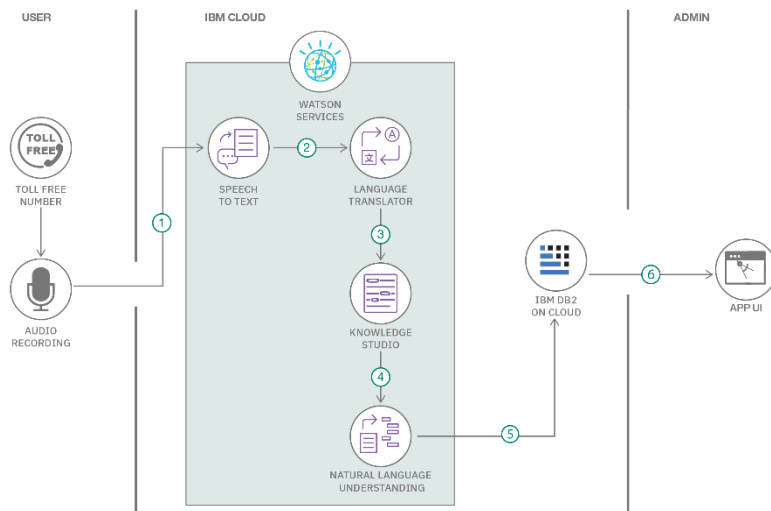 USER
IBM CLOUD
ADMIN
WATSON
SERVICES
TOLL
FREE
TOLL FREE
NUMBER
1
SPEECH
TO TEXT
2
A
文
LANGUAGE
TRANSLATOR
3
AUDIO
RECORDING
KNOWLEDGE
STUDIO
4
NATURAL LANGUAGE
UNDERSTANDING
5
IBM DB2
ON CLOUD
6
APP UI